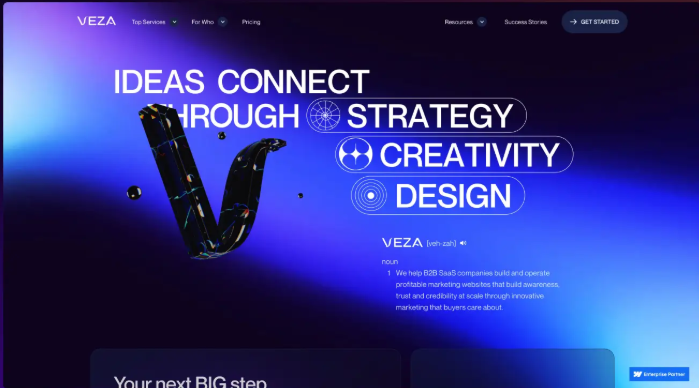 VEZA Top Services For Who Pricing Resources Success Stories GET STARTED
IDEAS CONNECT
THROUGH STRATEGY
CREATIVITY
DESIGN
VEZA [veh-zah]
noun
1 We help B2B SaaS companies build and operate
profitable marketing websites that build awareness,
trust and credibility at scale through innovative
marketing that buyers care about.
Your next BIG step
Enterprise Partner